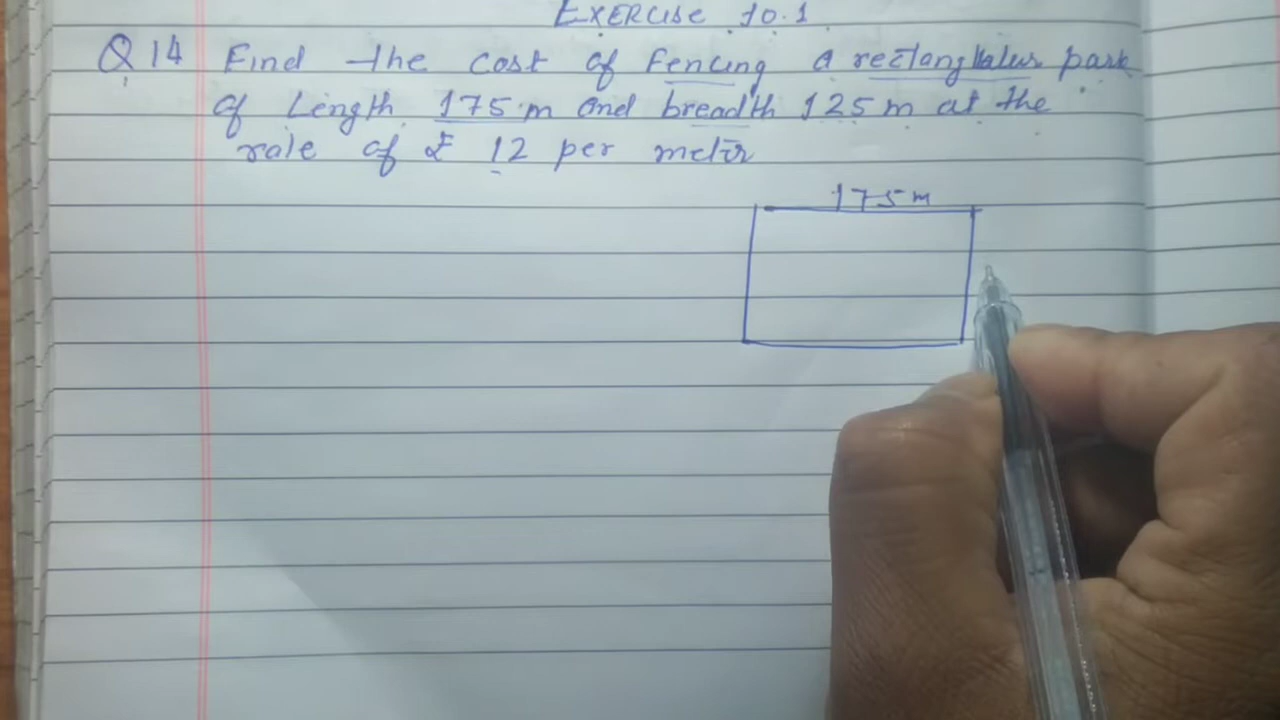 EXERCISE 10.1
Q 14 Find the cost of fencing a rectangular park
of Length 175 m and breadth 125 m at the
rate of ₹ 12 per meter
175 m